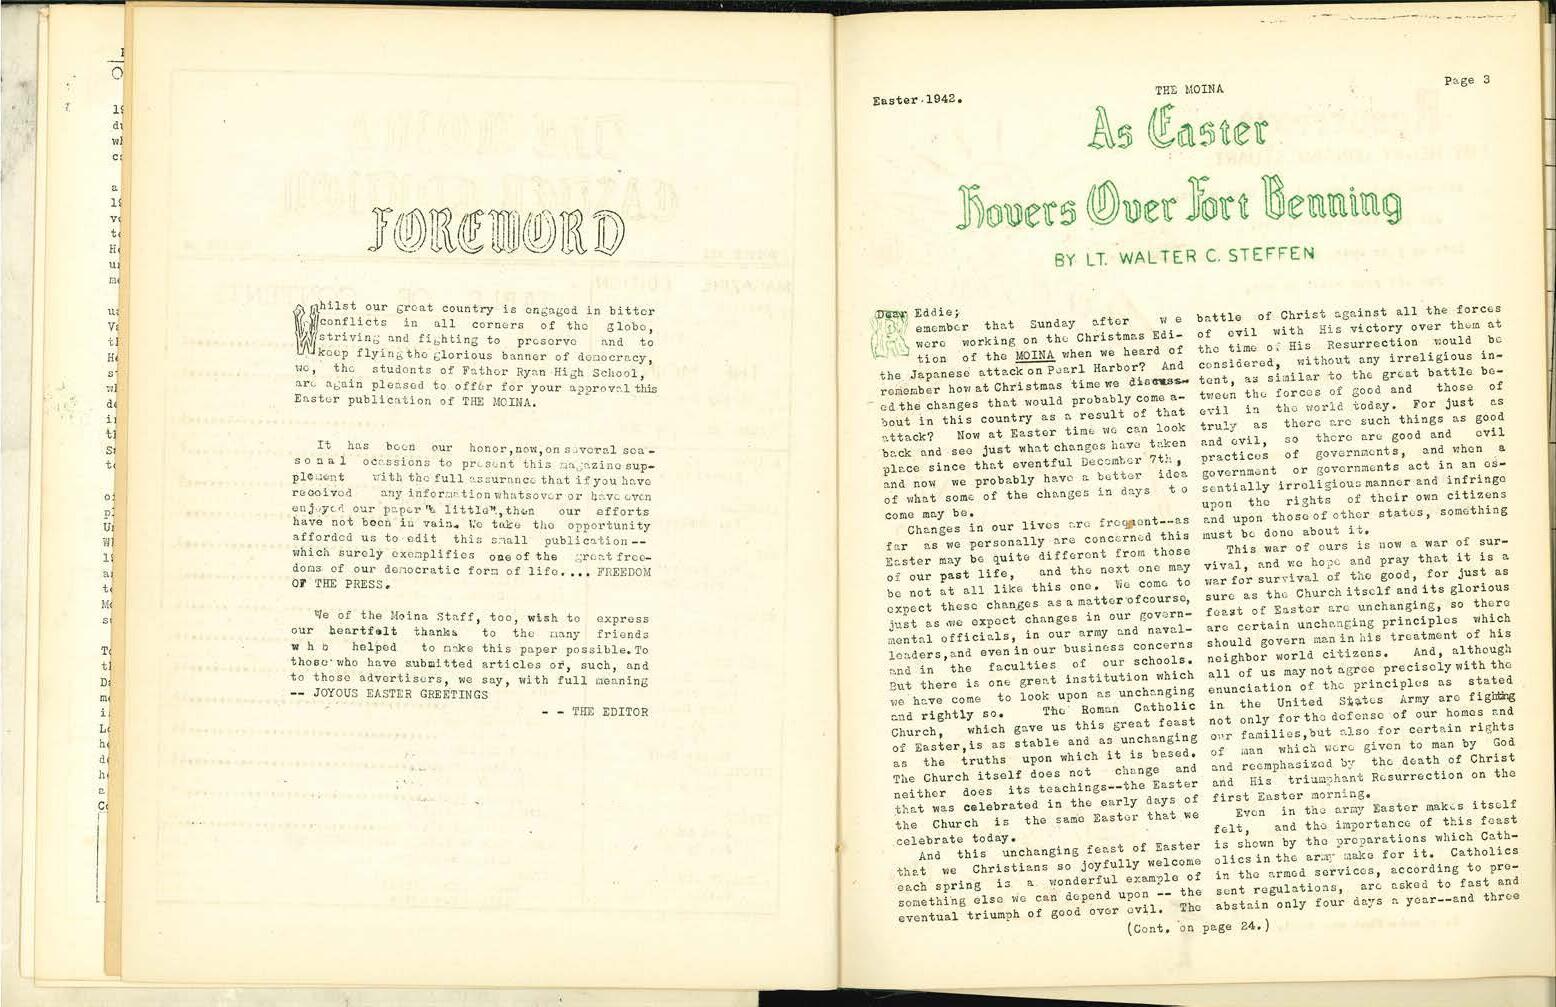 FOREWORD
Whilst our great country is engaged in bitter
conflicts in all corners of the globe,
striving and fighting to preserve and to
keep flying the glorious banner of democracy,
we, the students of Father Ryan High School,
are again pleased to offer for your approval this
Easter publication of THE MOINA.
It has been our honor,now,on several sea-
s o n a l ocassions to present this magazine sup-
plement with the full assurance that if you have
received any information whatsover or have even
enjoyed our paper "a little",then our efforts
have not been in vain. We take the opportunity
afforded us to edit this small publication--
which surely exemplifies one of the great free-
doms of our democratic form of life.... FREEDOM
OF THE PRESS.
We of the Moina Staff, too, wish to express
our heartfelt thanks to the many friends
w h o helped to make this paper possible. To
those who have submitted articles or, such, and
to those advertisers, we say, with full meaning
-- JOYOUS EASTER GREETINGS
- - THE EDITOR
Easter 1942.
THE MOINA
Page 3
As Easter
Hovers Over Fort Benning
BY LT. WALTER C. STEFFEN
Dear Eddie;
Remember that Sunday after w e
were working on the Christmas Edi-
tion of the MOINA when we heard of
the Japanese attack on Pearl Harbor? And
remember how at Christmas time we discuss-
ed the changes that would probably come a-
bout in this country as a result of that
attack? Now at Easter time we can look
back and see just what changes have taken
place since that eventful December 7th,
and now we probably have a better idea
of what some of the changes in days t o
come may be.
Changes in our lives are frequent--as
far as we personally are concerned this
Easter may be quite different from those
of our past life, and the next one may
be not at all like this one. We come to
expect these changes as a matter of course,
just as we expect changes in our govern-
mental officials, in our army and naval-
leaders,and even in our business concerns
and in the faculties of our schools.
But there is one great institution which
we have come to look upon as unchanging
and rightly so. The Roman Catholic
Church, which gave us this great feast
of Easter,is as stable and as unchanging
as the truths upon which it is based.
The Church itself does not change and
neither does its teachings--the Easter
that was celebrated in the early days of
the Church is the same Easter that we
celebrate today.
And this unchanging feast of Easter
that we Christians so joyfully welcome
each spring is a wonderful example of
something else we can depend upon -- the
eventual triumph of good over evil. The
battle of Christ against all the forces
of evil with His victory over them at
the time of His Resurrection would be
considered, without any irreligious in-
tent, as similar to the great battle be-
tween the forces of good and those of
evil in the world today. For just as
truly as there are such things as good
and evil, so there are good and evil
practices of governments, and when a
government or governments act in an es-
sentially irreligious manner and infringe
upon the rights of their own citizens
and upon those of other states, something
must be done about it.
This war of ours is now a war of sur-
vival, and we hope and pray that it is a
war for survival of the good, for just as
sure as the Church itself and its glorious
feast of Easter are unchanging, so there
are certain unchanging principles which
should govern man in his treatment of his
neighbor world citizens. And, although
all of us may not agree precisely with the
enunciation of the principles as stated
in the United States Army are fighting
not only for the defense of our homes and
our families,but also for certain rights
of man which were given to man by God
and reemphasized by the death of Christ
and His triumphant Resurrection on the
first Easter morning.
Even in the army Easter makes itself
felt, and the importance of this feast
is shown by the preparations which Cath-
olics in the army make for it. Catholics
in the armed services, according to pre-
sent regulations, are asked to fast and
abstain only four days a year--and three
(Cont. on page 24.)